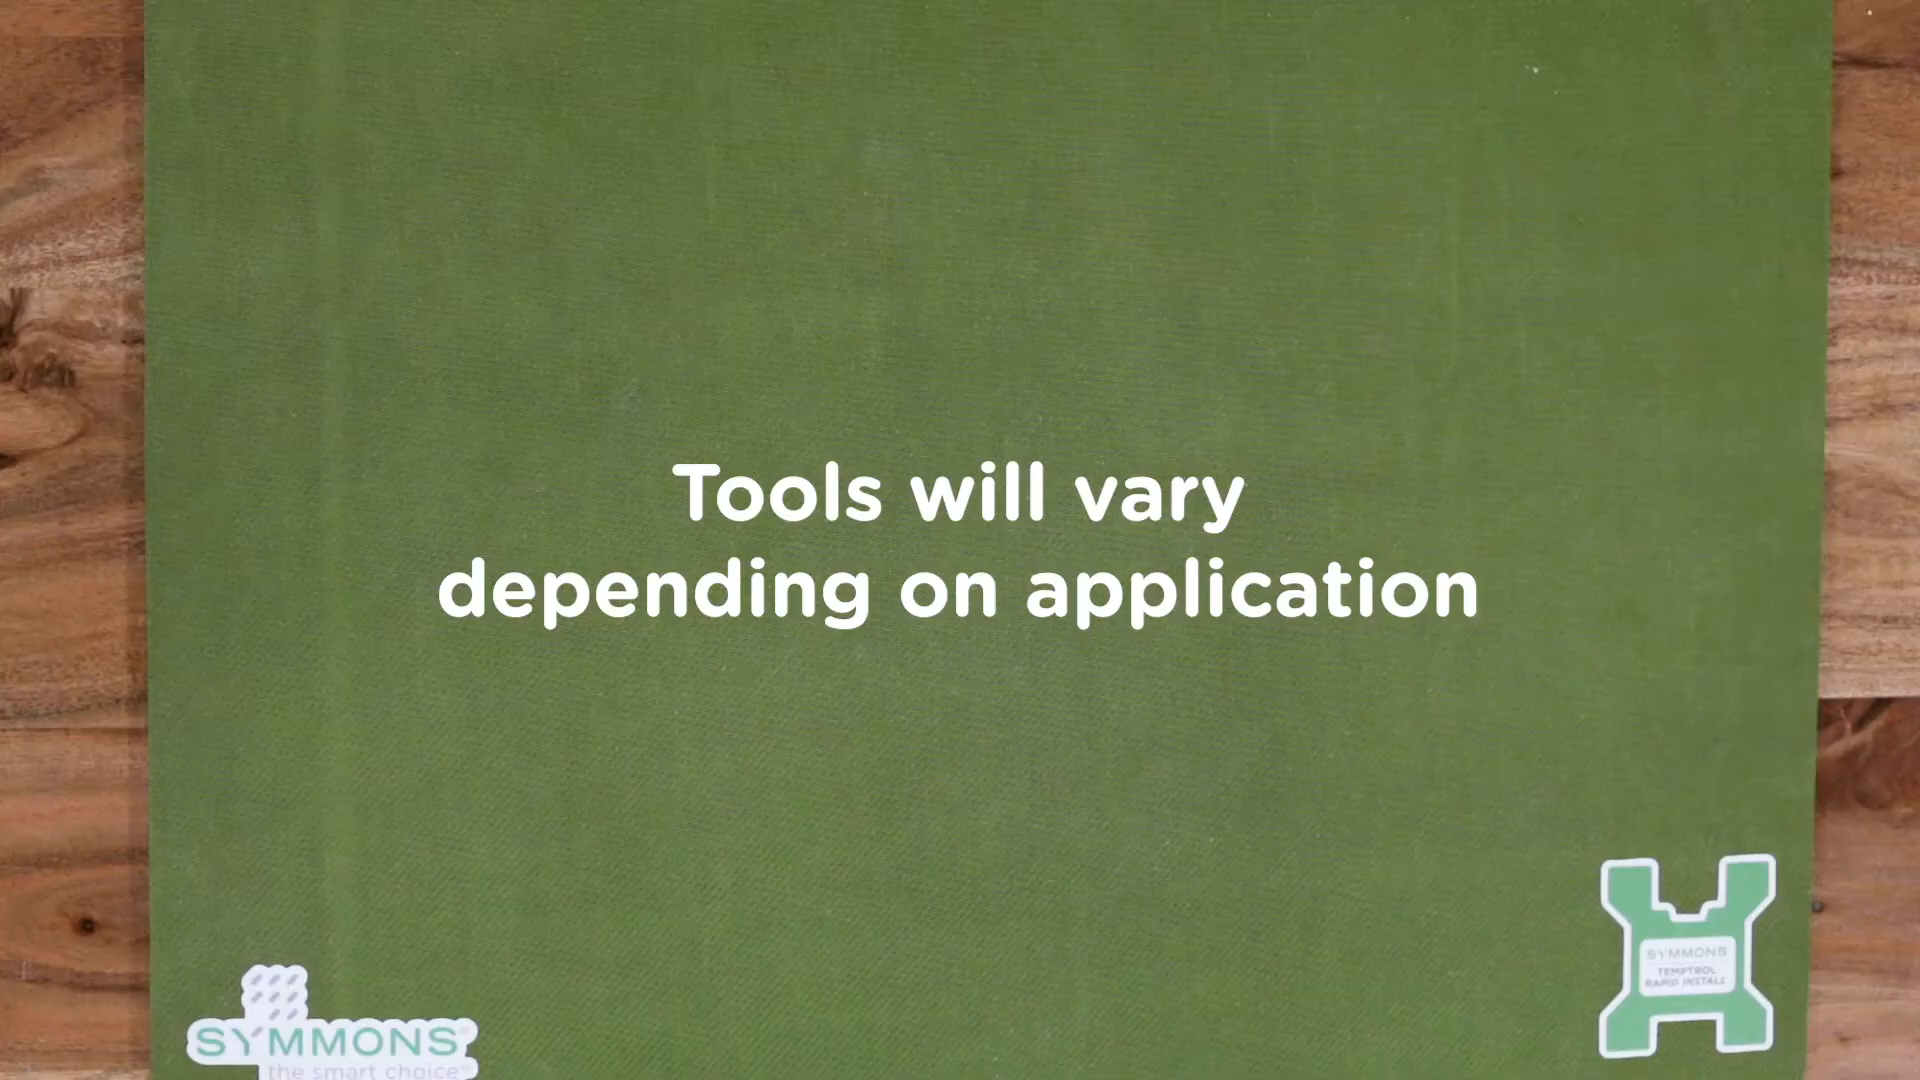 Tools will vary
depending on application
SYMMONS
TEMPTROL
RAPID INSTALL
SYMMONS®
the smart choice®